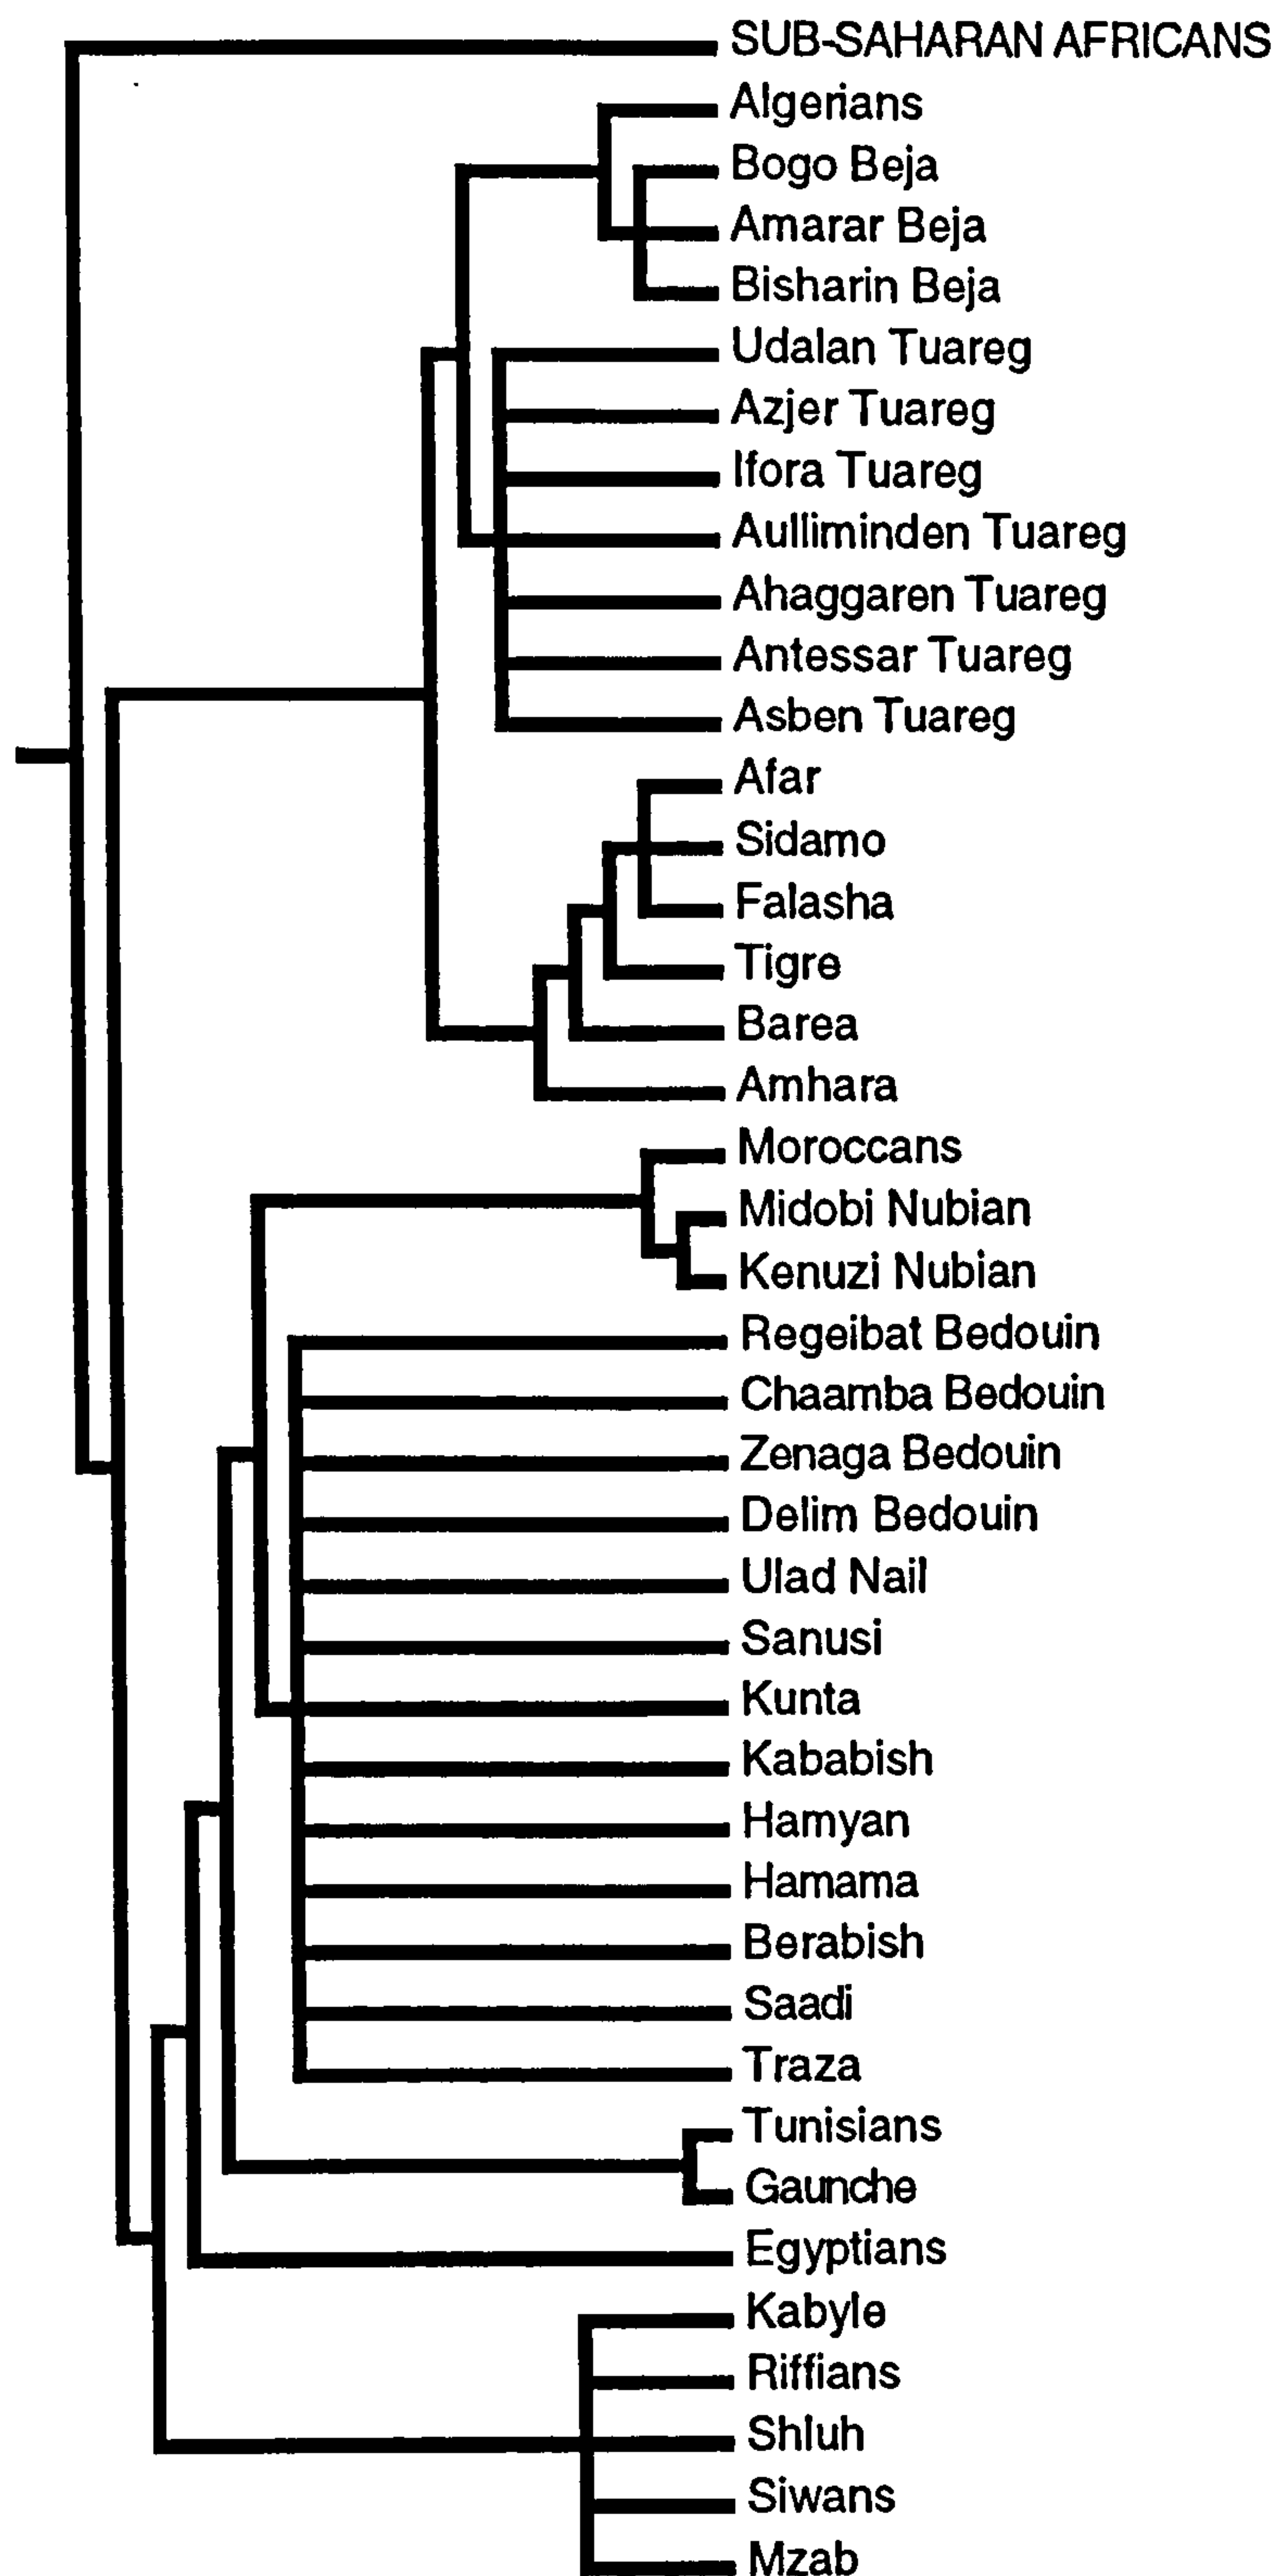 SUB-SAHARAN AFRICANS
Algerians
Bogo Beja
Amarar Beja
Bisharin Beja
Udalan Tuareg
Azjer Tuareg
Ifora Tuareg
Aulliminden Tuareg
Ahaggaren Tuareg
Antessar Tuareg
Asben Tuareg
Afar
Sidamo
Falasha
Tigre
Barea
Amhara
Moroccans
Midobi Nubian
Kenuzi Nubian
Regeibat Bedouin
Chaamba Bedouin
Zenaga Bedouin
Delim Bedouin
Ulad Nail
Sanusi
Kunta
Kababish
Hamyan
Hamama
Berabish
Saadi
Traza
Tunisians
Gaunche
Egyptians
Kabyle
Riffians
Shluh
Siwans
Mzab